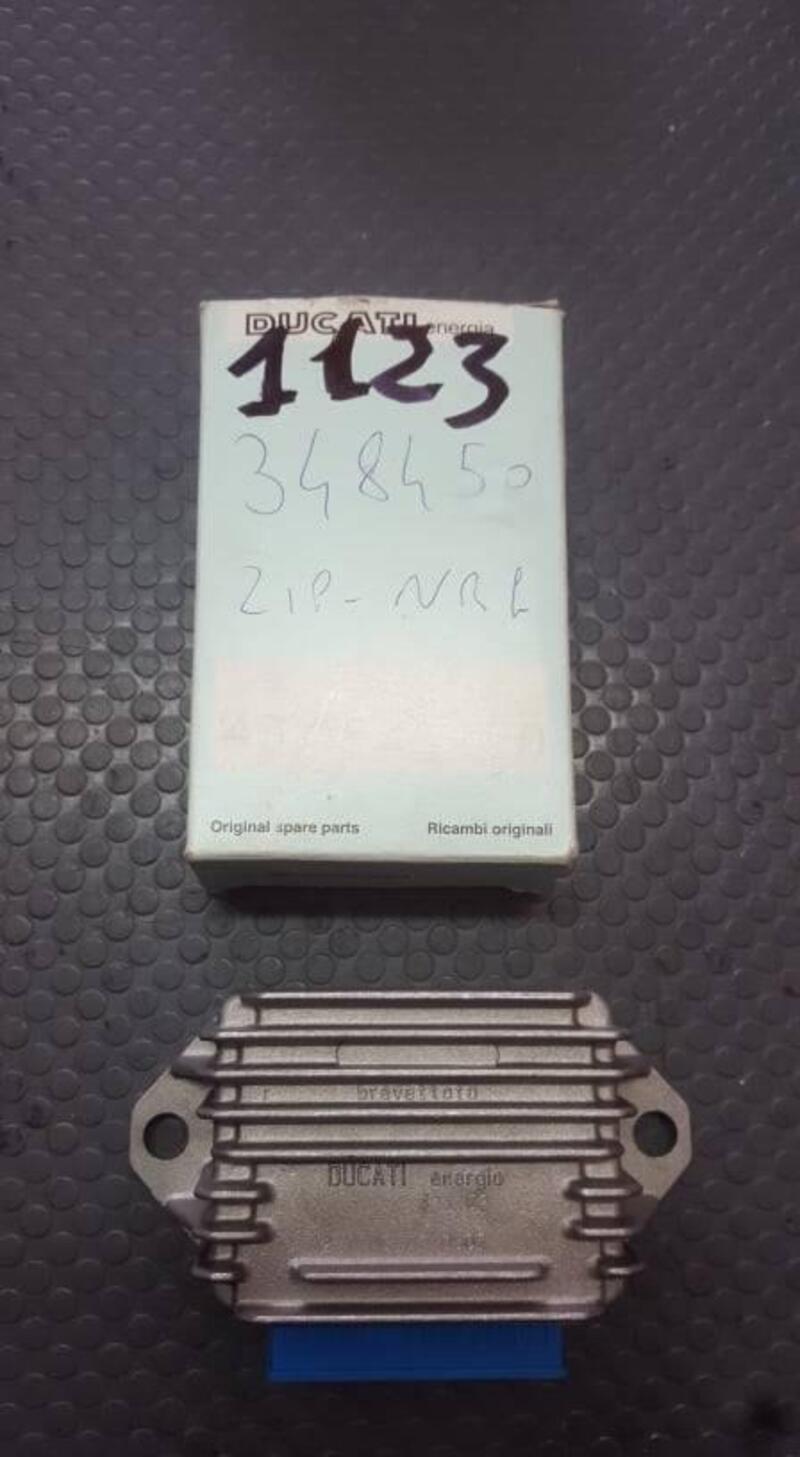 DUCATI energia
1123
348450
ZIP - NRG
Original spare parts
Ricambi originali
brevettato
DUCATI energia